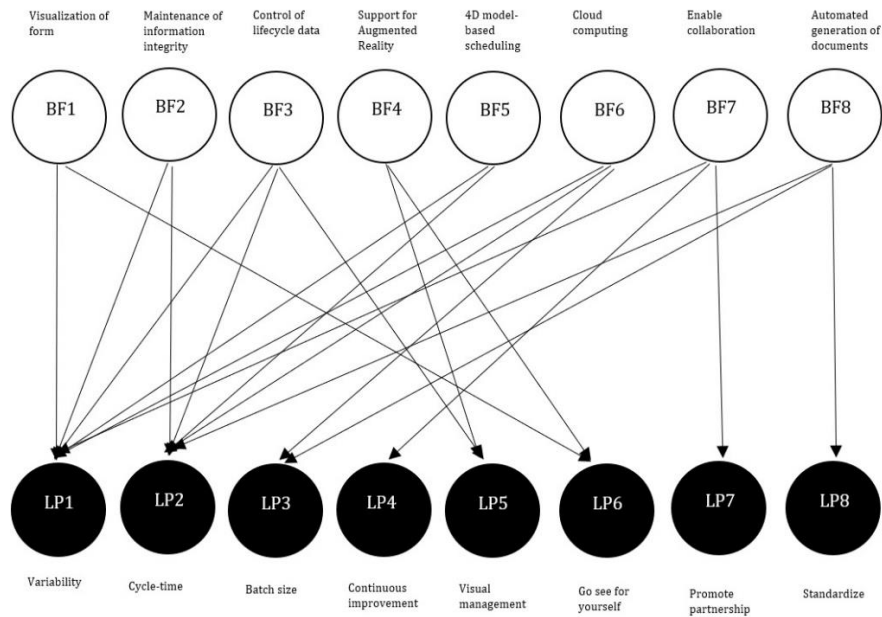 Visualization of
form
Maintenance of
information
integrity
Control of
lifecycle data
Support for
Augmented
Reality
4D model-
based
scheduling
Cloud
computing
Enable
collaboration
Automated
generation of
documents
BF1
BF2
BF3
BF4
BF5
BF6
BF7
BF8
LP1
LP2
LP3
LP4
LP5
LP6
LP7
LP8
Variability
Cycle-time
Batch size
Continuous
improvement
Visual
management
Go see for
yourself
Promote
partnership
Standardize